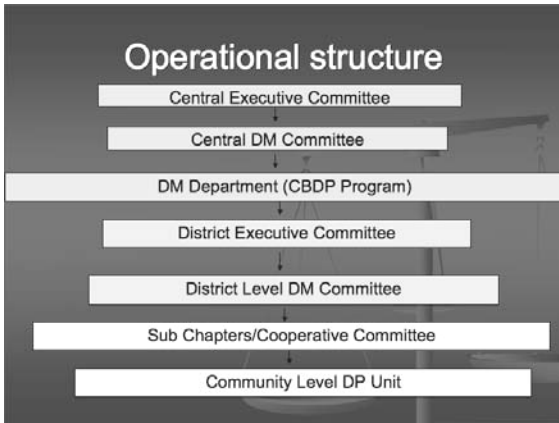 Operational structure
Central Executive Committee
Central DM Committee
DM Department (CBDP Program)
District Executive Committee
District Level DM Committee
Sub Chapters/Cooperative Committee
Community Level DP Unit